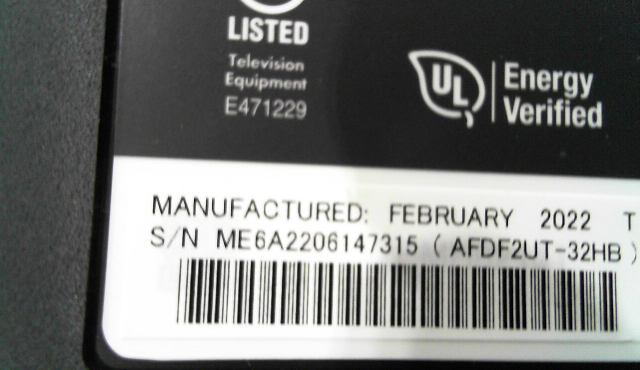 LISTED
Television
Equipment
E471229
UL
Energy
Verified
MANUFACTURED: FEBRUARY 2022 T
S/N ME6A2206147315 ( AFDF2UT-32HB )